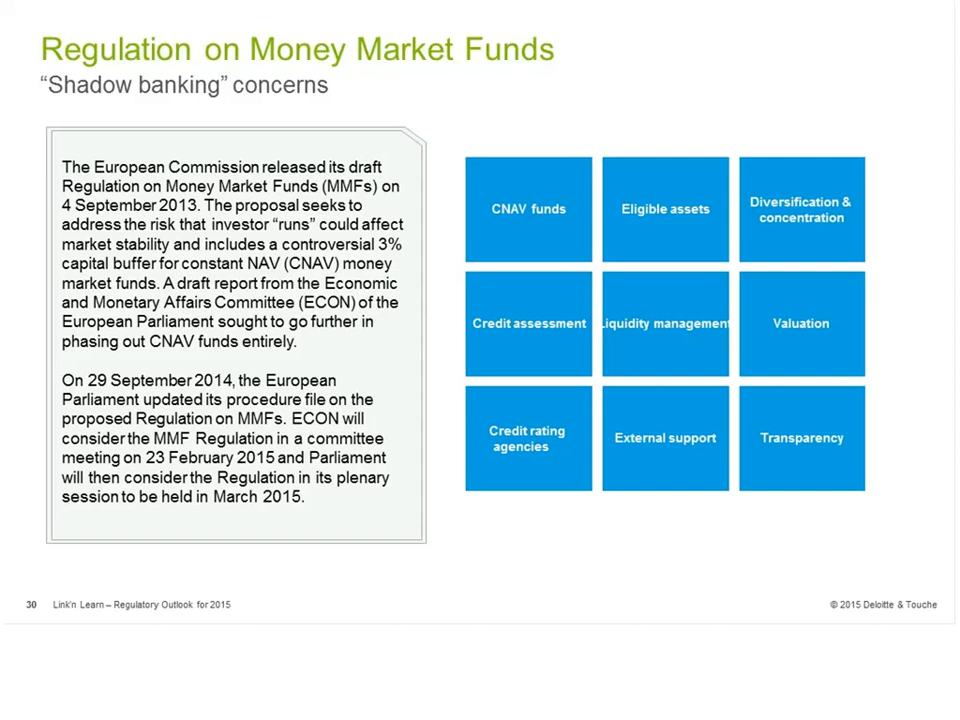 Regulation on Money Market Funds
“Shadow banking” concerns
The European Commission released its draft
Regulation on Money Market Funds (MMFs) on
4 September 2013. The proposal seeks to
address the risk that investor “runs” could affect
market stability and includes a controversial 3%
capital buffer for constant NAV (CNAV) money
market funds. A draft report from the Economic
and Monetary Affairs Committee (ECON) of the
European Parliament sought to go further in
phasing out CNAV funds entirely.
On 29 September 2014, the European
Parliament updated its procedure file on the
proposed Regulation on MMFs. ECON will
consider the MMF Regulation in a committee
meeting on 23 February 2015 and Parliament
will then consider the Regulation in its plenary
session to be held in March 2015.
CNAV funds
Eligible assets
Diversification &
concentration
Credit assessment
Liquidity management
Valuation
Credit rating
agencies
External support
Transparency
30 Link'n Learn – Regulatory Outlook for 2015
© 2015 Deloitte & Touche